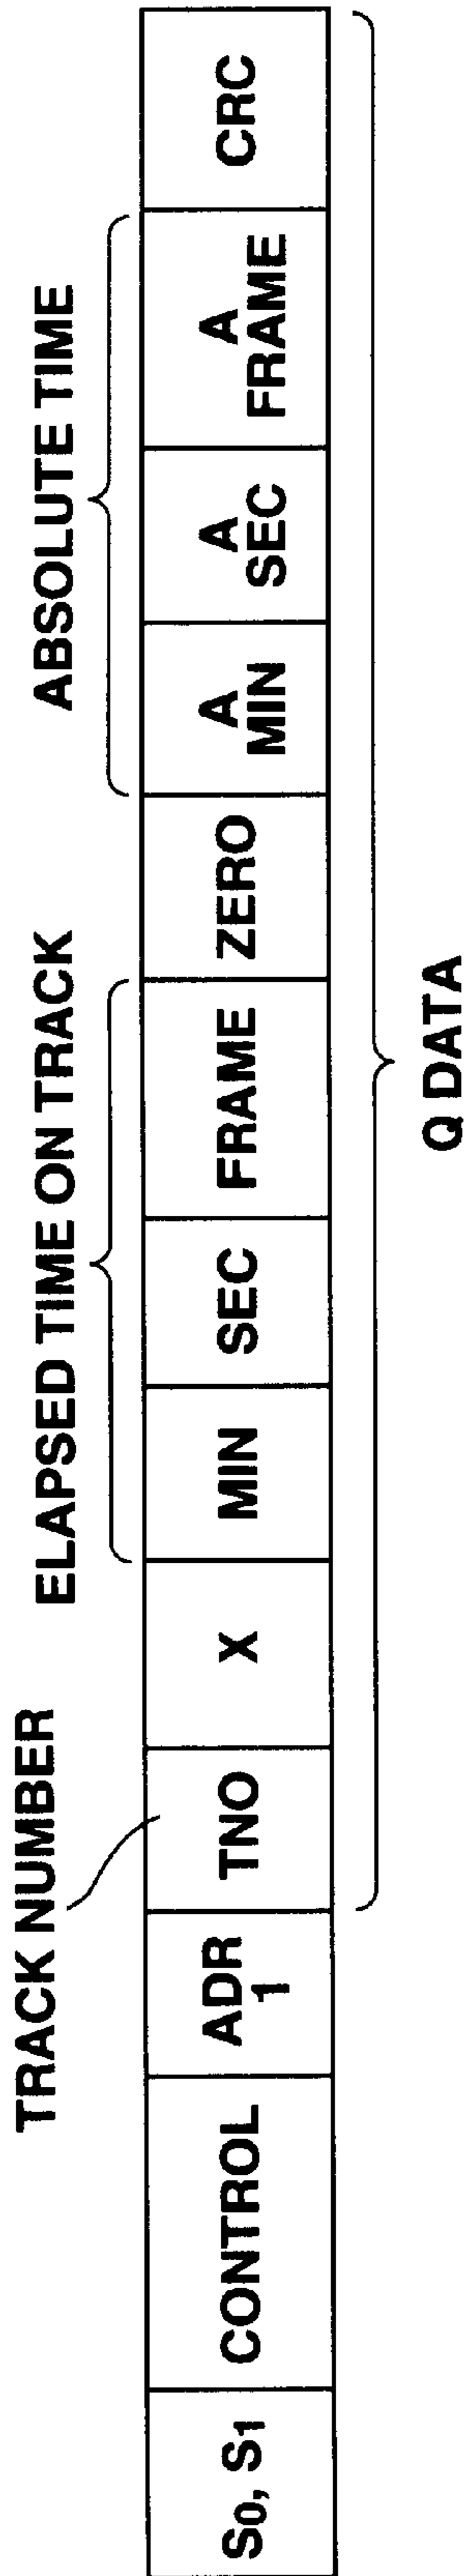 TRACK NUMBER
ELAPSED TIME ON TRACK
ABSOLUTE TIME
S0, S1
CONTROL
ADR
1
TNO
X
MIN
SEC
FRAME
ZERO
A
MIN
A
SEC
A
FRAME
CRC
Q DATA